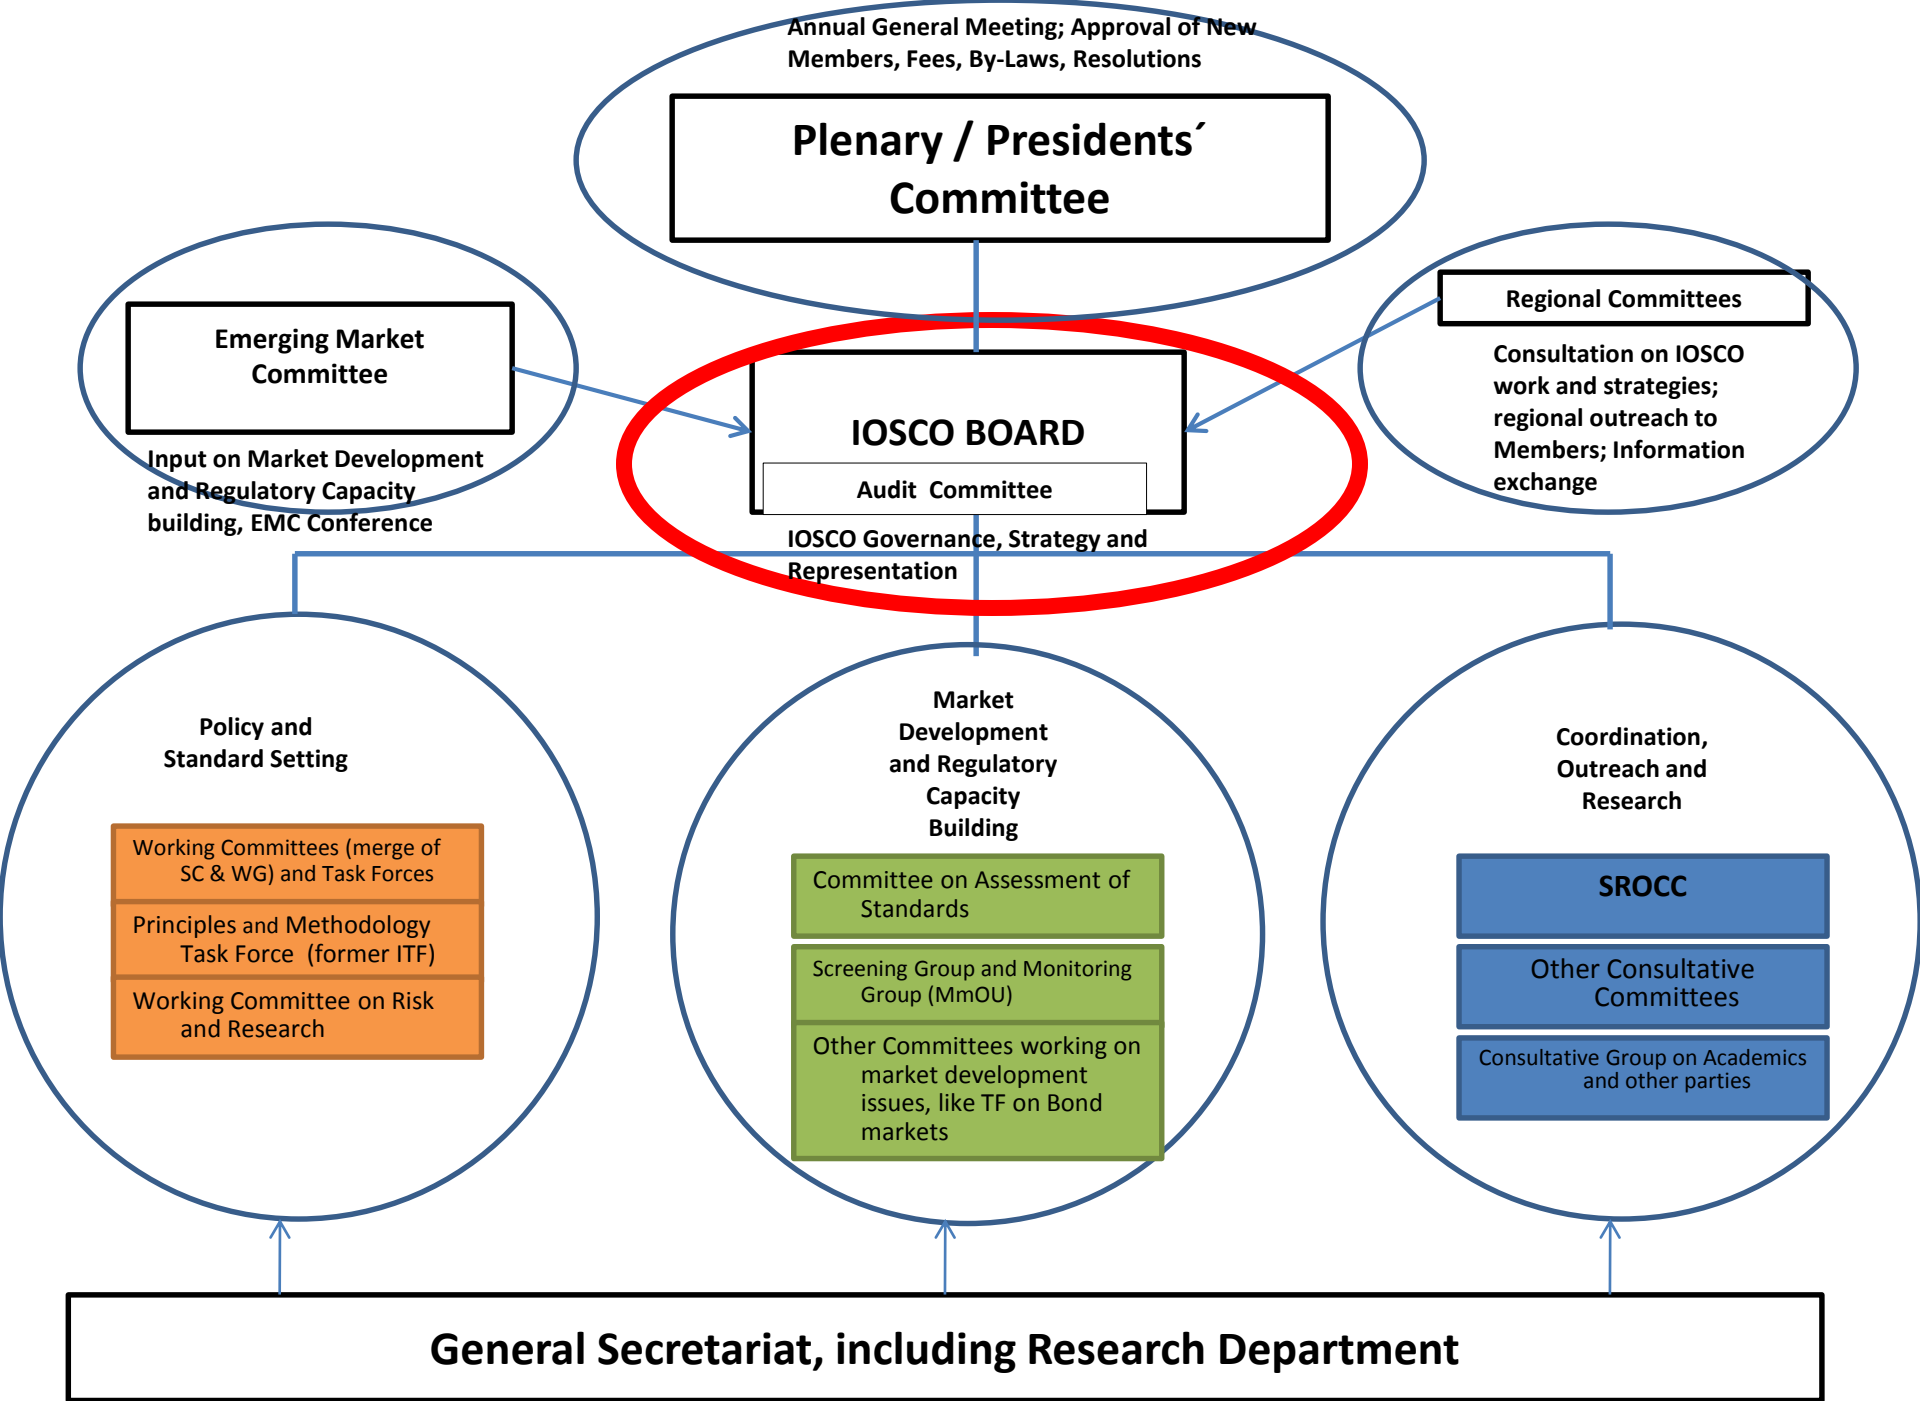 Annual General Meeting; Approval of New
Members, Fees, By-Laws, Resolutions
Plenary / Presidents´
Committee
Emerging Market
Committee
Input on Market Development
and Regulatory Capacity
building, EMC Conference
IOSCO BOARD
Audit Committee
IOSCO Governance, Strategy and
Representation
Regional Committees
Consultation on IOSCO
work and strategies;
regional outreach to
Members; Information
exchange
Policy and
Standard Setting
Working Committees (merge of
SC & WG) and Task Forces
Principles and Methodology
Task Force (former ITF)
Working Committee on Risk
and Research
Market
Development
and Regulatory
Capacity
Building
Committee on Assessment of
Standards
Screening Group and Monitoring
Group (MmOU)
Other Committees working on
market development
issues, like TF on Bond
markets
Coordination,
Outreach and
Research
SROCC
Other Consultative
Committees
Consultative Group on Academics
and other parties
General Secretariat, including Research Department